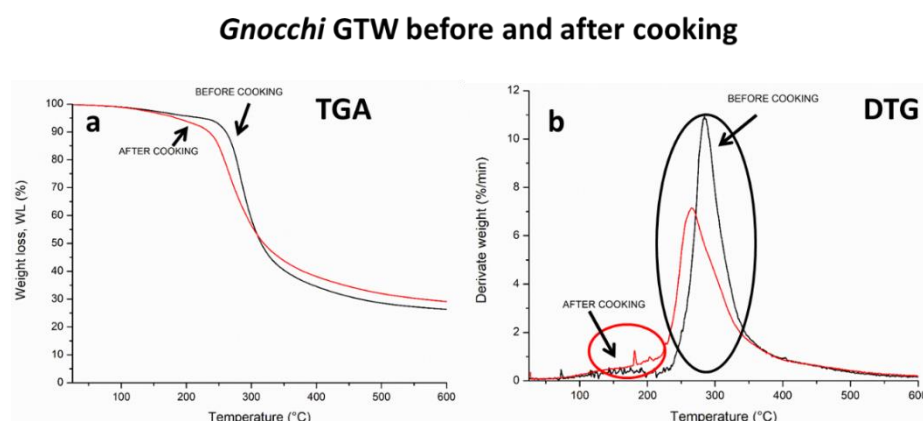 Gnocchi GTW before and after cooking
a
BEFORE COOKING
TGA
AFTER COOKING
100
90
80
70
60
50
40
30
20
10
0
Weight loss, WL (%)
100 200 300 400 500 600
Temperature (°C)
b
BEFORE COOKING
DTG
AFTER COOKING
12
10
8
6
4
2
0
Derivate weight (%/min)
100 200 300 400 500 600
Temperature (°C)